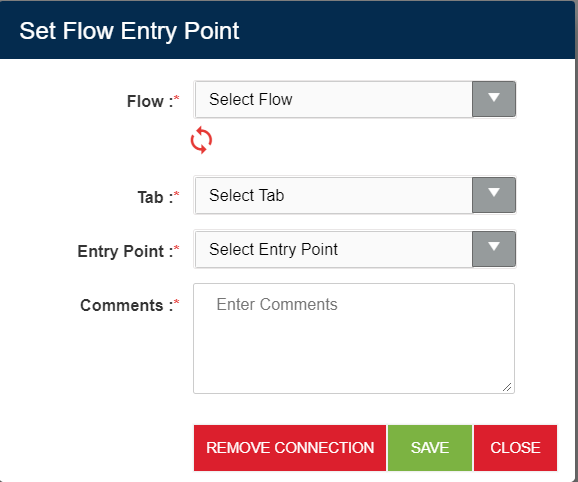 Set Flow Entry Point
Flow :* Select Flow
Tab :* Select Tab
Entry Point :* Select Entry Point
Comments :* Enter Comments
REMOVE CONNECTION SAVE CLOSE